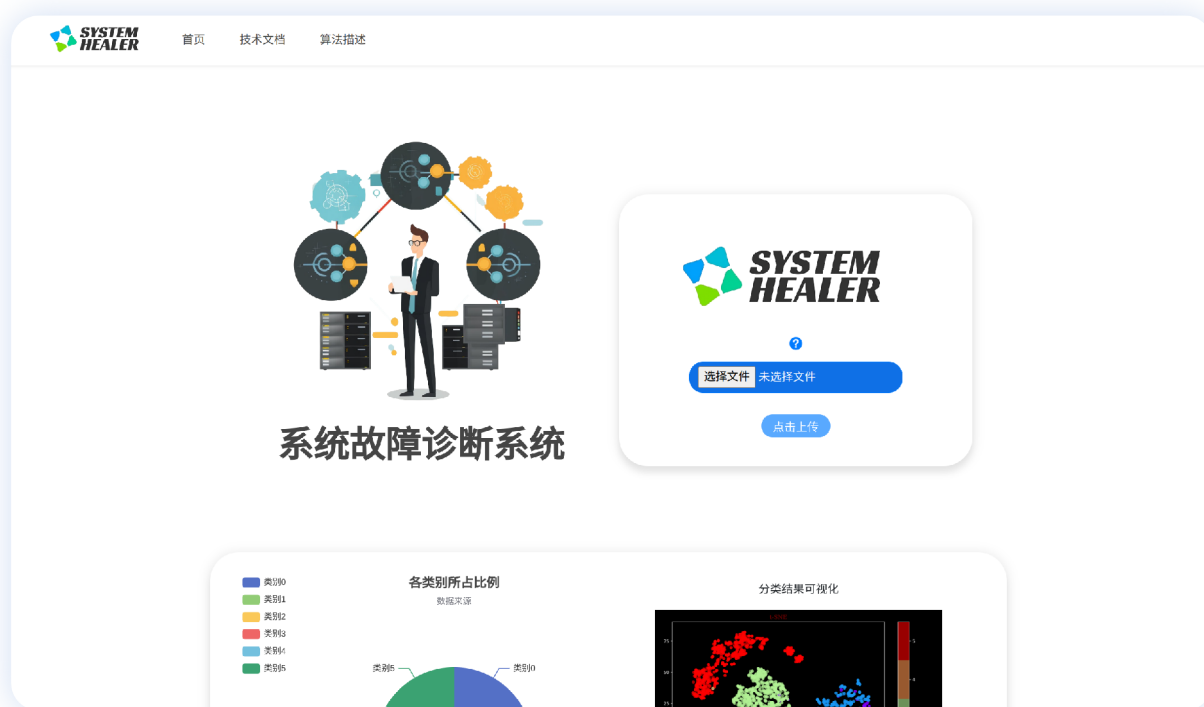 SYSTEM
HEALER
首页
技术文档
算法描述
SYSTEM
HEALER
?
选择文件 未选择文件
点击上传
系统故障诊断系统
类别0
类别1
类别2
类别3
类别4
类别5
各类别所占比例
数据来源
类别5
类别0
分类结果可视化